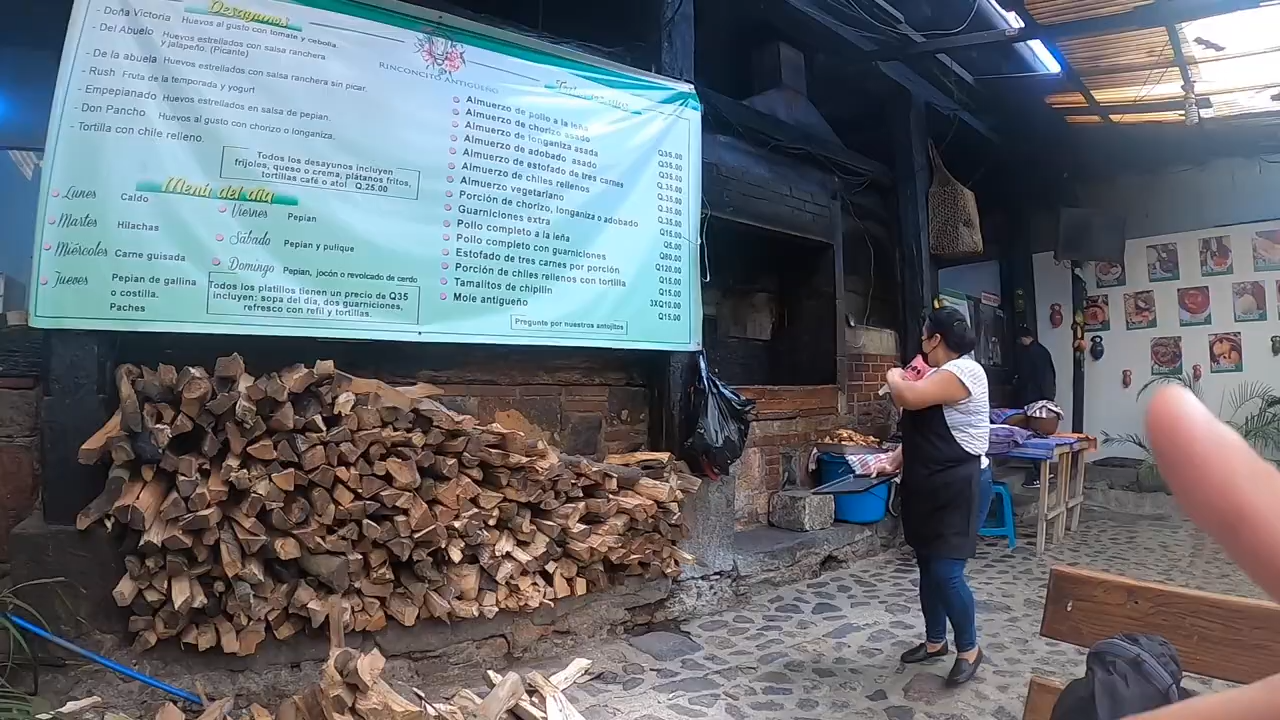 Desayunos
- Doña Victoria Huevos al gusto con tomate y cebolla.
- Del Abuelo Huevos estrellados con salsa ranchera
y jalapeño. (Picante)
- De la abuela Huevos estrellados con salsa ranchera sin picar.
- Rush Fruta de la temporada y yogurt
- Empepianado Huevos estrellados en salsa de pepian.
- Don Pancho Huevos al gusto con chorizo o longaniza.
- Tortilla con chile relleno.
Todos los desayunos incluyen
frijoles, queso o crema, plátanos fritos,
tortillas café o atol Q.25.00
Menú del día
Lunes Caldo
Martes Hilachas
Miércoles Carne guisada
Jueves Pepian de gallina
o costilla.
Paches
Viernes Pepian
Sábado Pepian y pulique
Domingo Pepian, jocón o revolcado de cerdo
Todos los platillos tienen un precio de Q35
incluyen; sopa del día, dos guarniciones,
refresco con refil y tortillas.
RINCONCITO ANTIGUEÑO
Todos los días
Almuerzo de pollo a la leña Q35.00
Almuerzo de chorizo asado Q35.00
Almuerzo de longaniza asada Q.35.00
Almuerzo de adobado asado Q.35.00
Almuerzo de estofado de tres carnes Q.35.00
Almuerzo de chiles rellenos Q.35.00
Almuerzo vegetariano Q.35.00
Porción de chorizo, longaniza o adobado Q15.00
Guarniciones extra Q5.00
Pollo completo a la leña Q80.00
Pollo completo con guarniciones Q120.00
Estofado de tres carnes por porción Q15.00
Porción de chiles rellenos con tortilla Q15.00
Tamalitos de chipilin 3XQ10.00
Mole antigueño Q15.00
Pregunte por nuestros antojitos